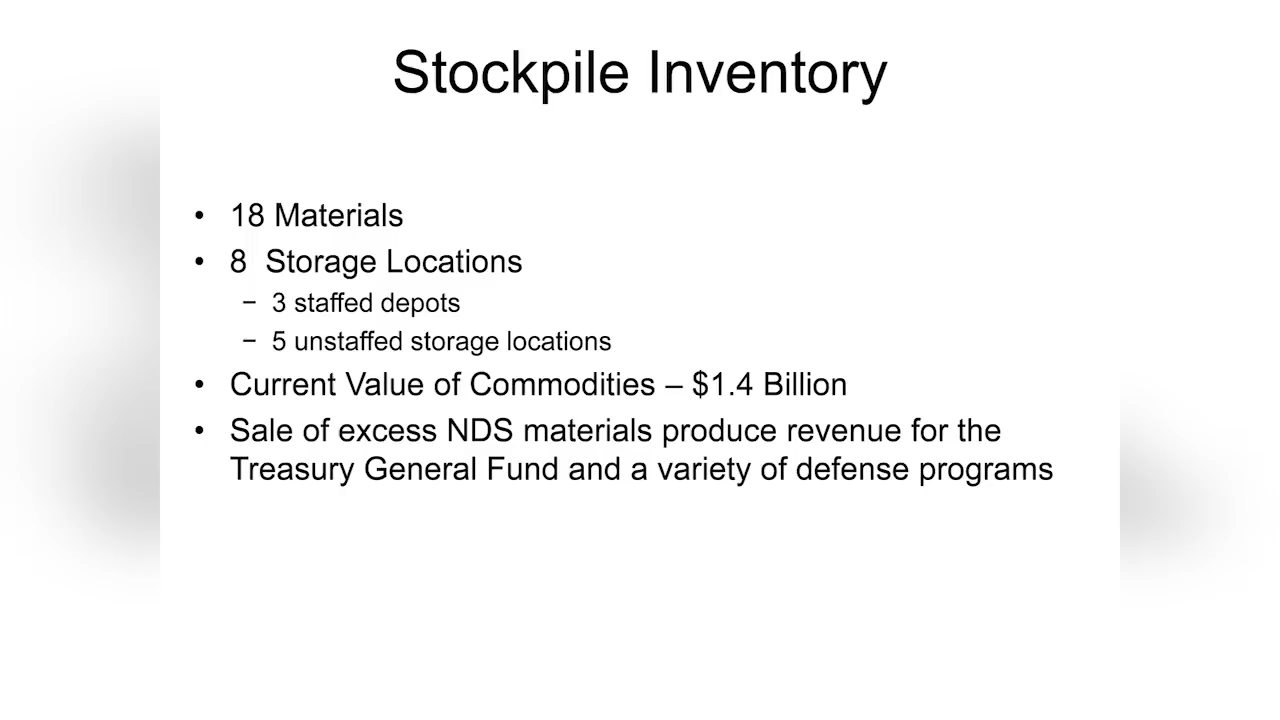 Stockpile Inventory
• 18 Materials
• 8  Storage Locations
– 3 staffed depots
– 5 unstaffed storage locations
• Current Value of Commodities – $1.4 Billion
• Sale of excess NDS materials produce revenue for the
Treasury General Fund and a variety of defense programs